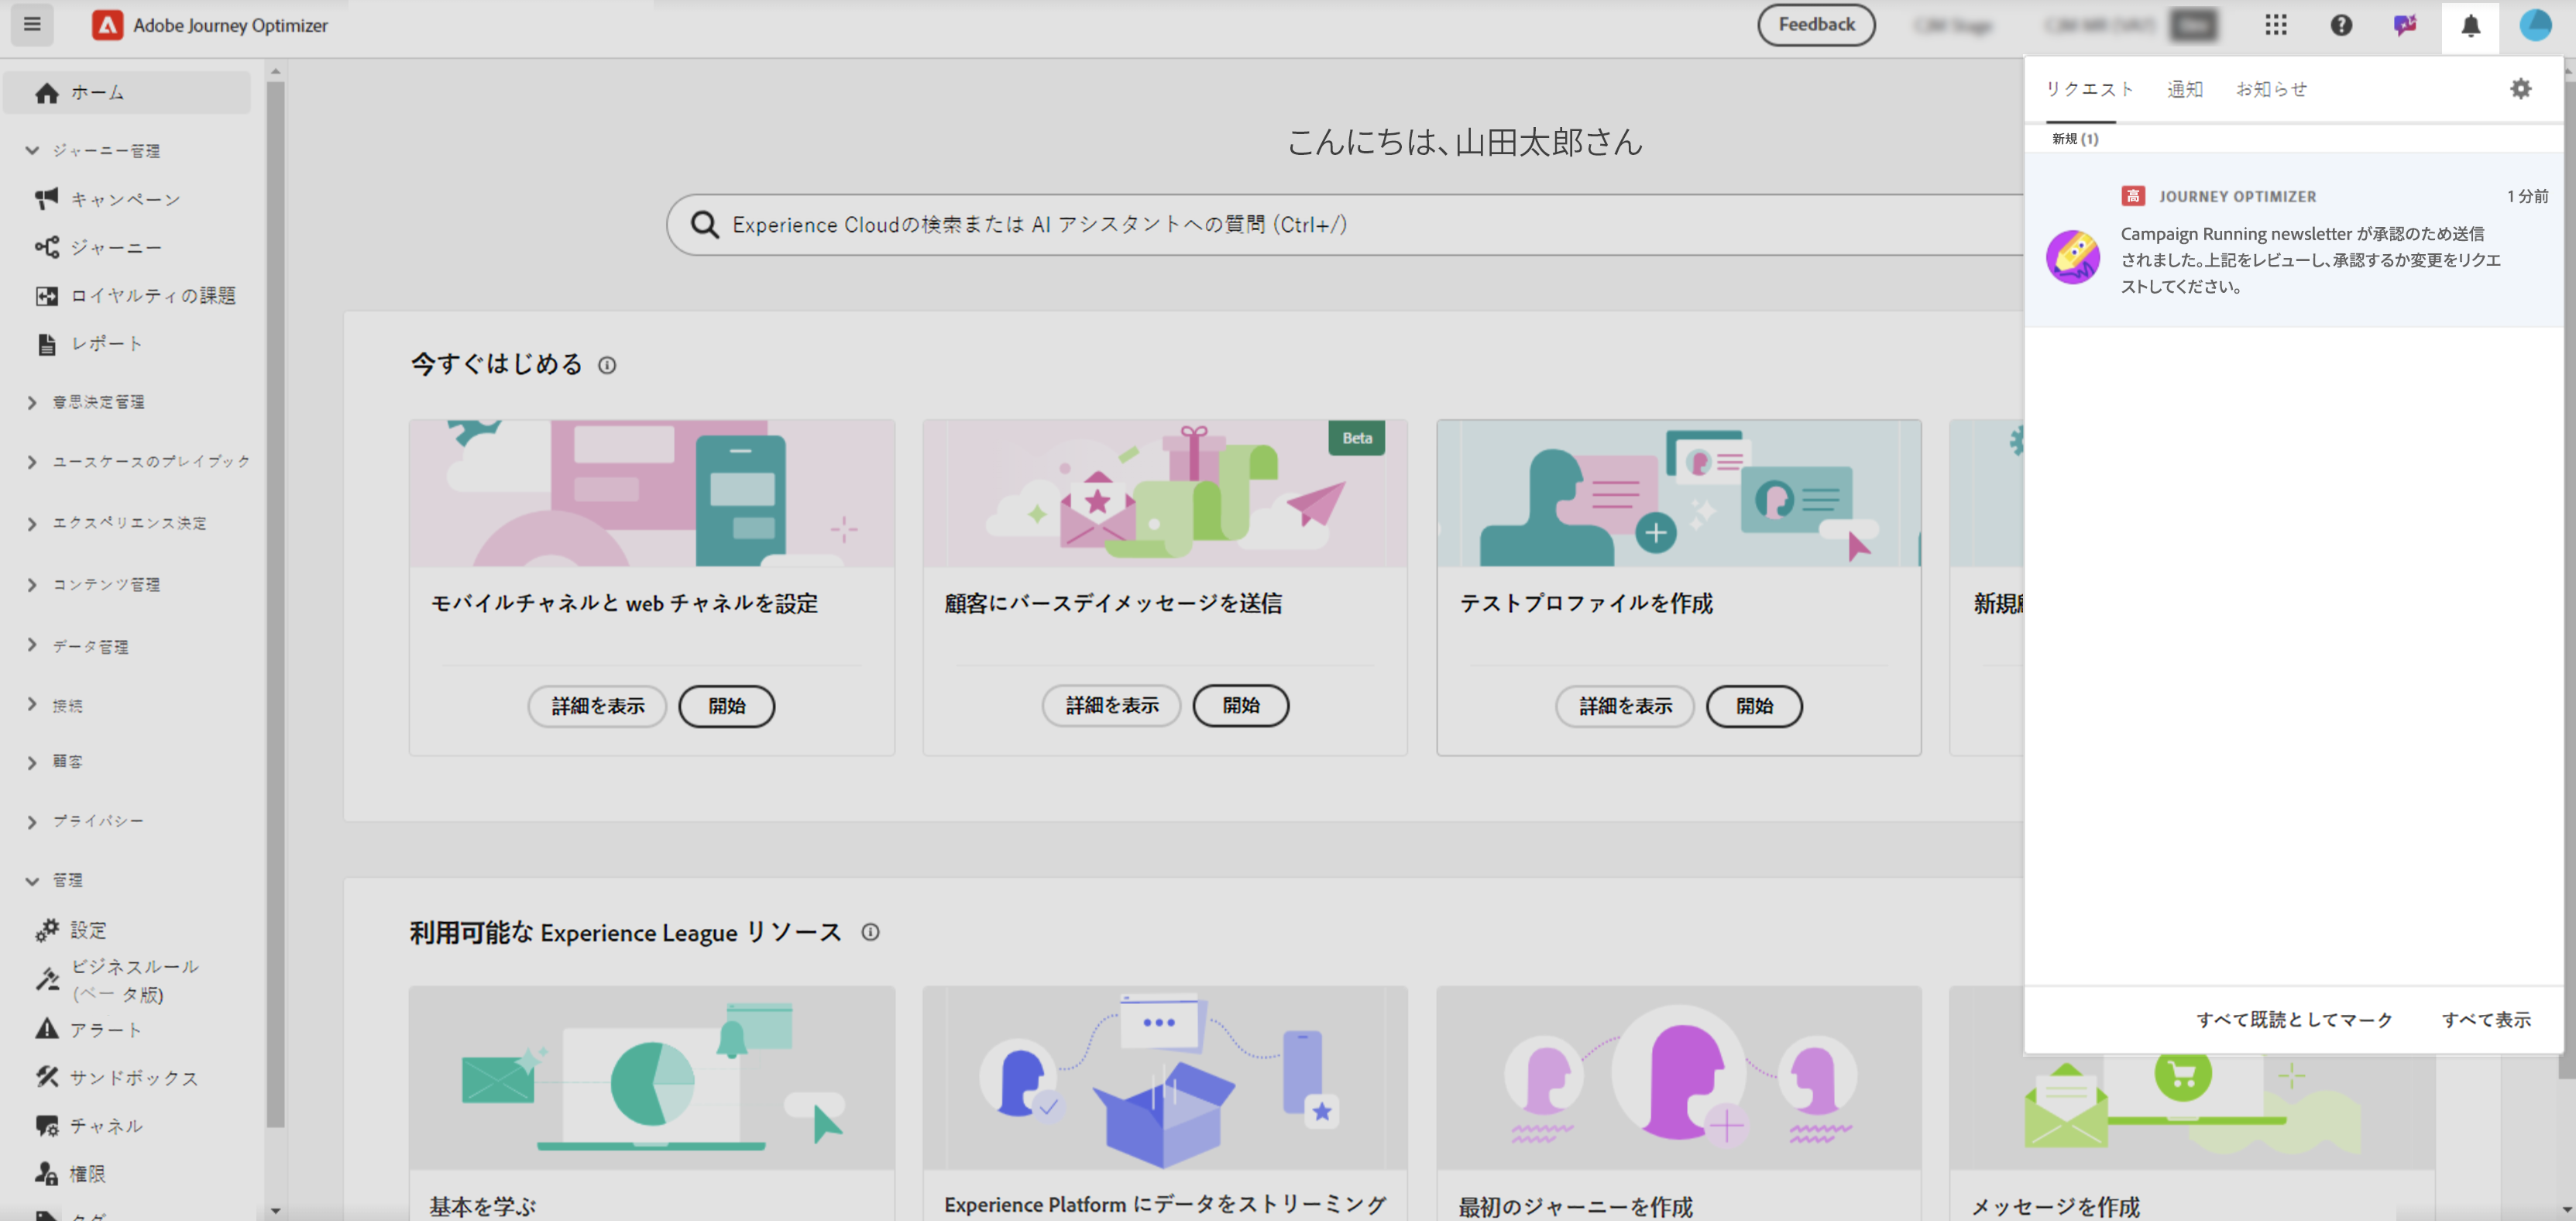 Adobe Journey Optimizer
Feedback
ホーム
ジャーニー管理
キャンペーン
ジャーニー
ロイヤルティの課題
レポート
意思決定管理
ユースケースのプレイブック
エクスペリエンス決定
コンテンツ管理
データ管理
接続
顧客
プライバシー
管理
設定
ビジネスルール
(ベータ版)
アラート
サンドボックス
チャネル
権限
タグ
こんにちは、山田太郎さん
Experience Cloudの検索または AI アシスタントへの質問 (Ctrl+/)
今すぐはじめる
Beta
モバイルチャネルと web チャネルを設定
詳細を表示
開始
顧客にバースデイメッセージを送信
詳細を表示
開始
テストプロファイルを作成
詳細を表示
開始
新規
利用可能な Experience League リソース
基本を学ぶ
Experience Platform にデータをストリーミング
最初のジャーニーを作成
メッセージを作成
リクエスト
通知
お知らせ
新規 (1)
高 JOURNEY OPTIMIZER
1 分前
Campaign Running newsletter が承認のため送信
されました。上記をレビューし、承認するか変更をリクエ
ストしてください。
すべて既読としてマーク
すべて表示